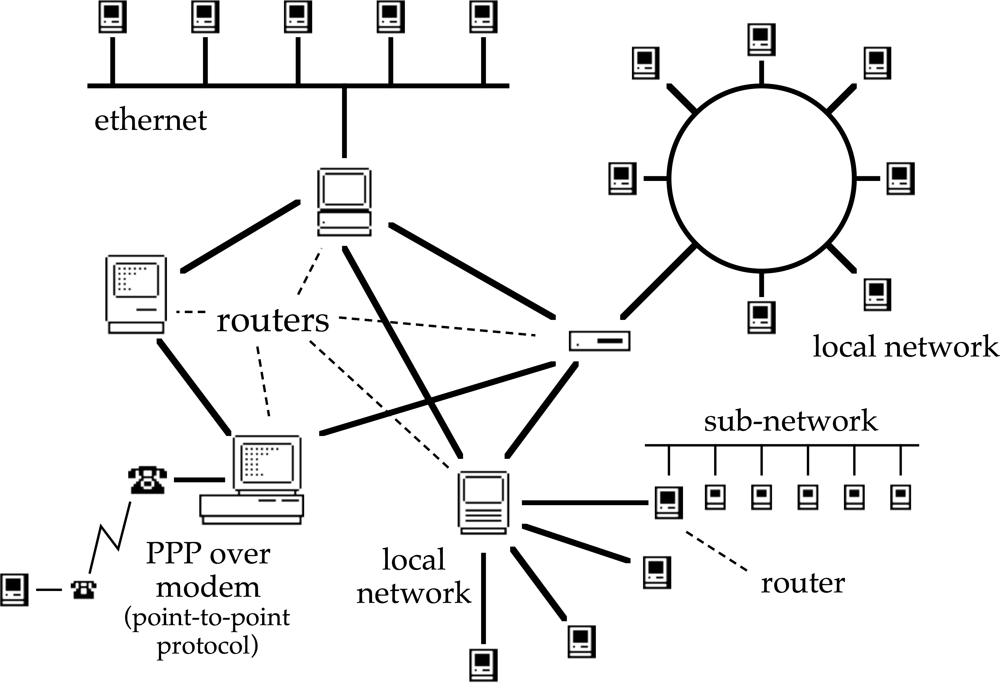 ethernet
routers
local network
sub-network
PPP over
modem
(point-to-point
protocol)
local
network
router